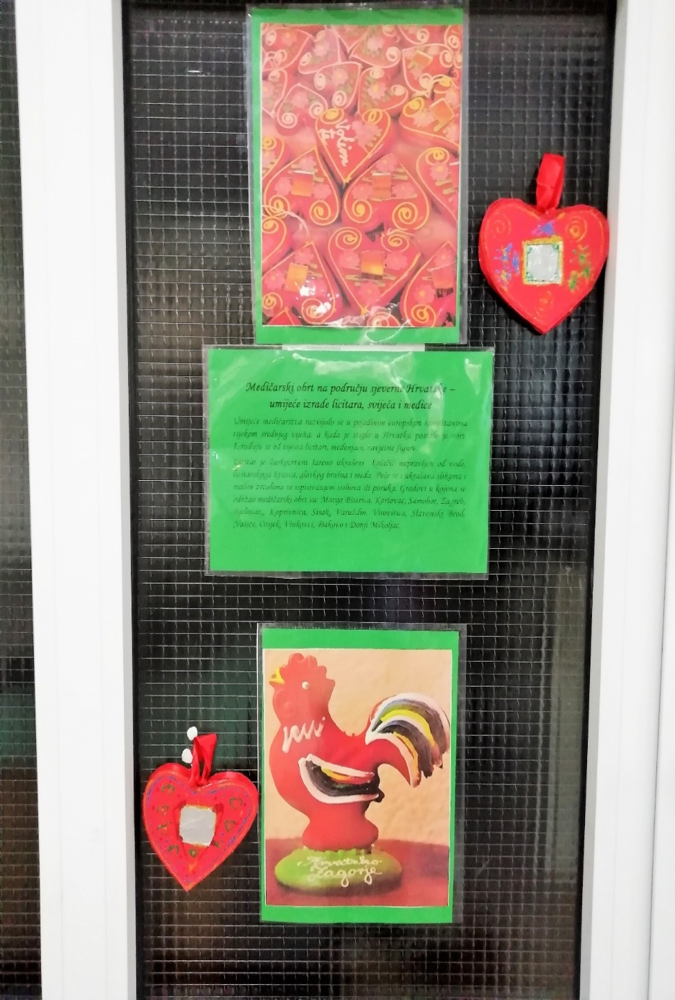 Volim
te
Medičarski obrt na području sjeverne Hrvatske –
umijeće izrade licitara, svijeća i medice
Umijeće medičarstva razvijalo se u pojedinim europskim samostanima
tijekom srednjeg vijeka, a kada je stiglo u Hrvatsku postalo je obrt.
Izrađuju se od tijesta licitari, medenjaci, zavjetne figure.
Licitar je žarkocrveni šareno ukrašeni kolačić napravljen od vode,
licitarskoga kvasca, glatkog brašna i meda. Peče se i ukrašava slikama i
malim zrcalima te ispisivanjem stihova ili poruka. Gradovi u kojima se
održao medičarski obrt su: Marija Bistrica, Karlovac, Samobor, Zagreb,
Bjelovar,, Koprivnica, Sisak, Varaždin, Virovitica, Slavonski Brod,
Našice, Osijek, Vinkovci, Đakovo i Donji Miholjac.
Hrvatsko
Zagorje